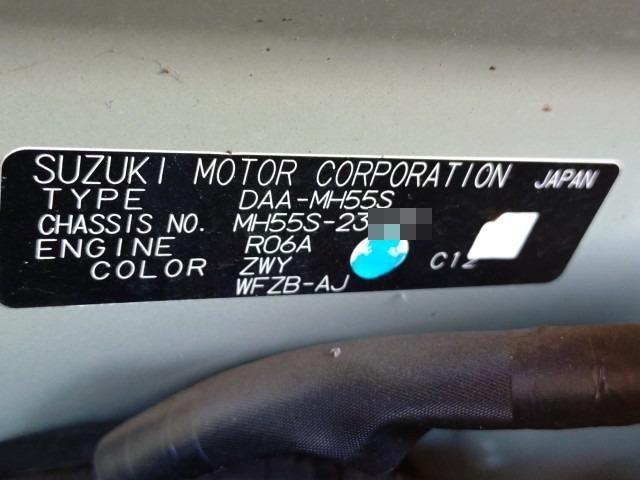 SUZUKI MOTOR CORPORATION JAPAN
TYPE DAA-MH55S
CHASSIS NO. MH55S-23
ENGINE R06A
COLOR ZWY C12
WFZB-AJ